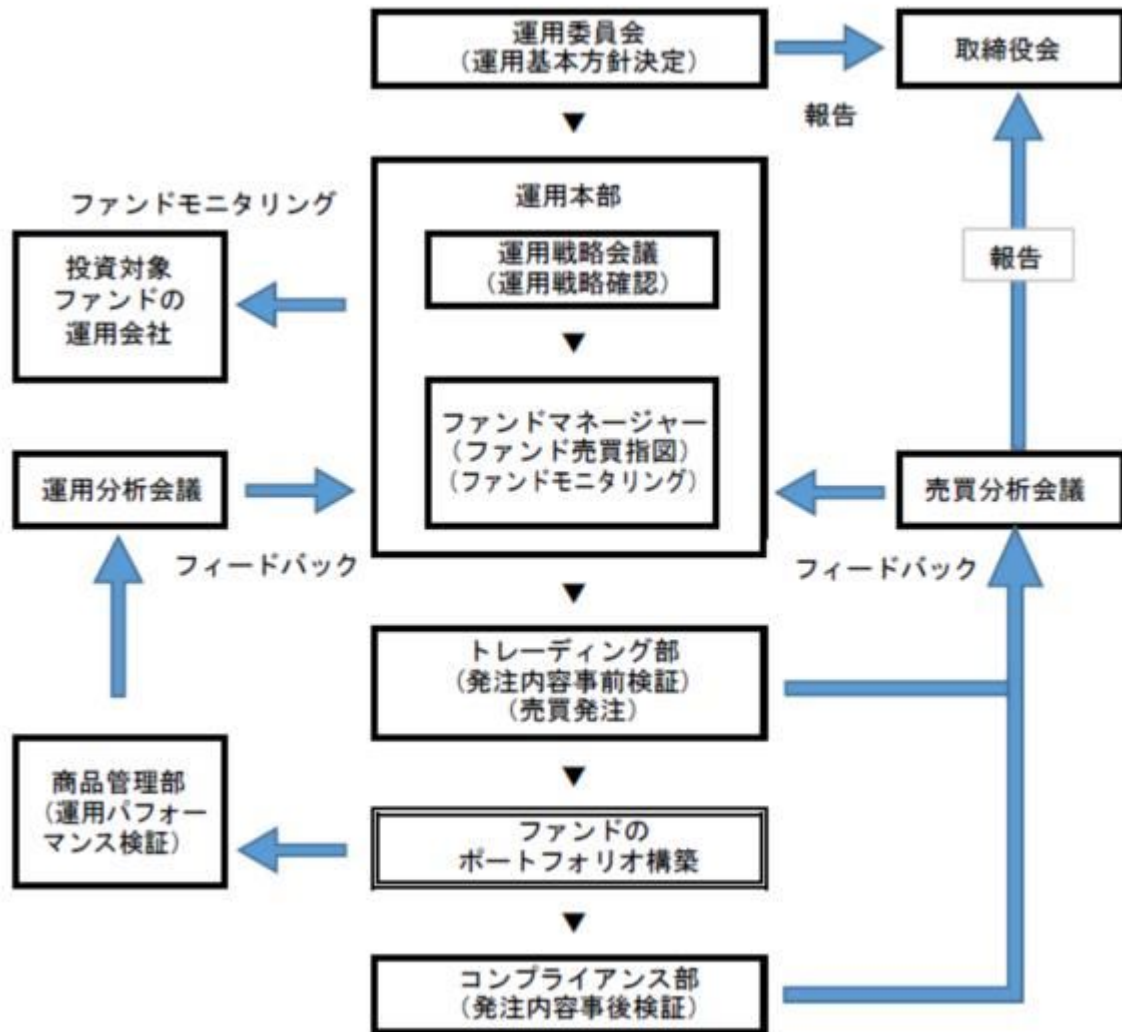 運用委員会
（運用基本方針決定）
取締役会
報告
▼
運用本部
ファンドモニタリング
運用戦略会議
（運用戦略確認）
投資対象
ファンドの
運用会社
報告
▼
ファンドマネージャー
（ファンド売買指図）
（ファンドモニタリング）
運用分析会議
売買分析会議
フィードバック
フィードバック
▼
トレーディング部
（発注内容事前検証）
（売買発注）
▼
商品管理部
（運用パフォー
マンス検証）
ファンドの
ポートフォリオ構築
▼
コンプライアンス部
（発注内容事後検証）